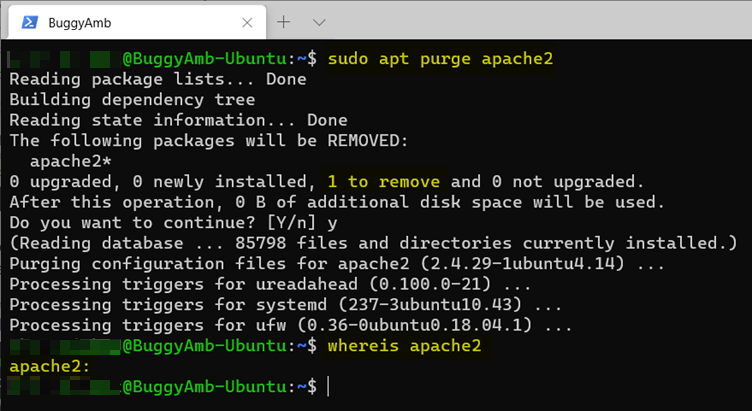 BuggyAmb
@BuggyAmb-Ubuntu:~$ sudo apt purge apache2
Reading package lists... Done
Building dependency tree
Reading state information... Done
The following packages will be REMOVED:
  apache2*
0 upgraded, 0 newly installed, 1 to remove and 0 not upgraded.
After this operation, 0 B of additional disk space will be used.
Do you want to continue? [Y/n] y
(Reading database ... 85798 files and directories currently installed.)
Purging configuration files for apache2 (2.4.29-1ubuntu4.14) ...
Processing triggers for ureadahead (0.100.0-21) ...
Processing triggers for systemd (237-3ubuntu10.43) ...
Processing triggers for ufw (0.36-0ubuntu0.18.04.1) ...
@BuggyAmb-Ubuntu:~$ whereis apache2
apache2:
@BuggyAmb-Ubuntu:~$